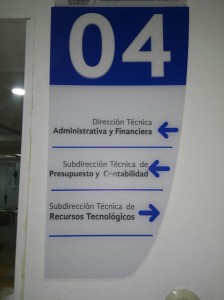 04
Dirección Técnica
Administrativa y Financiera
Subdirección Técnica de
Presupuesto y Contabilidad
Subdirección Técnica de
Recursos Tecnológicos